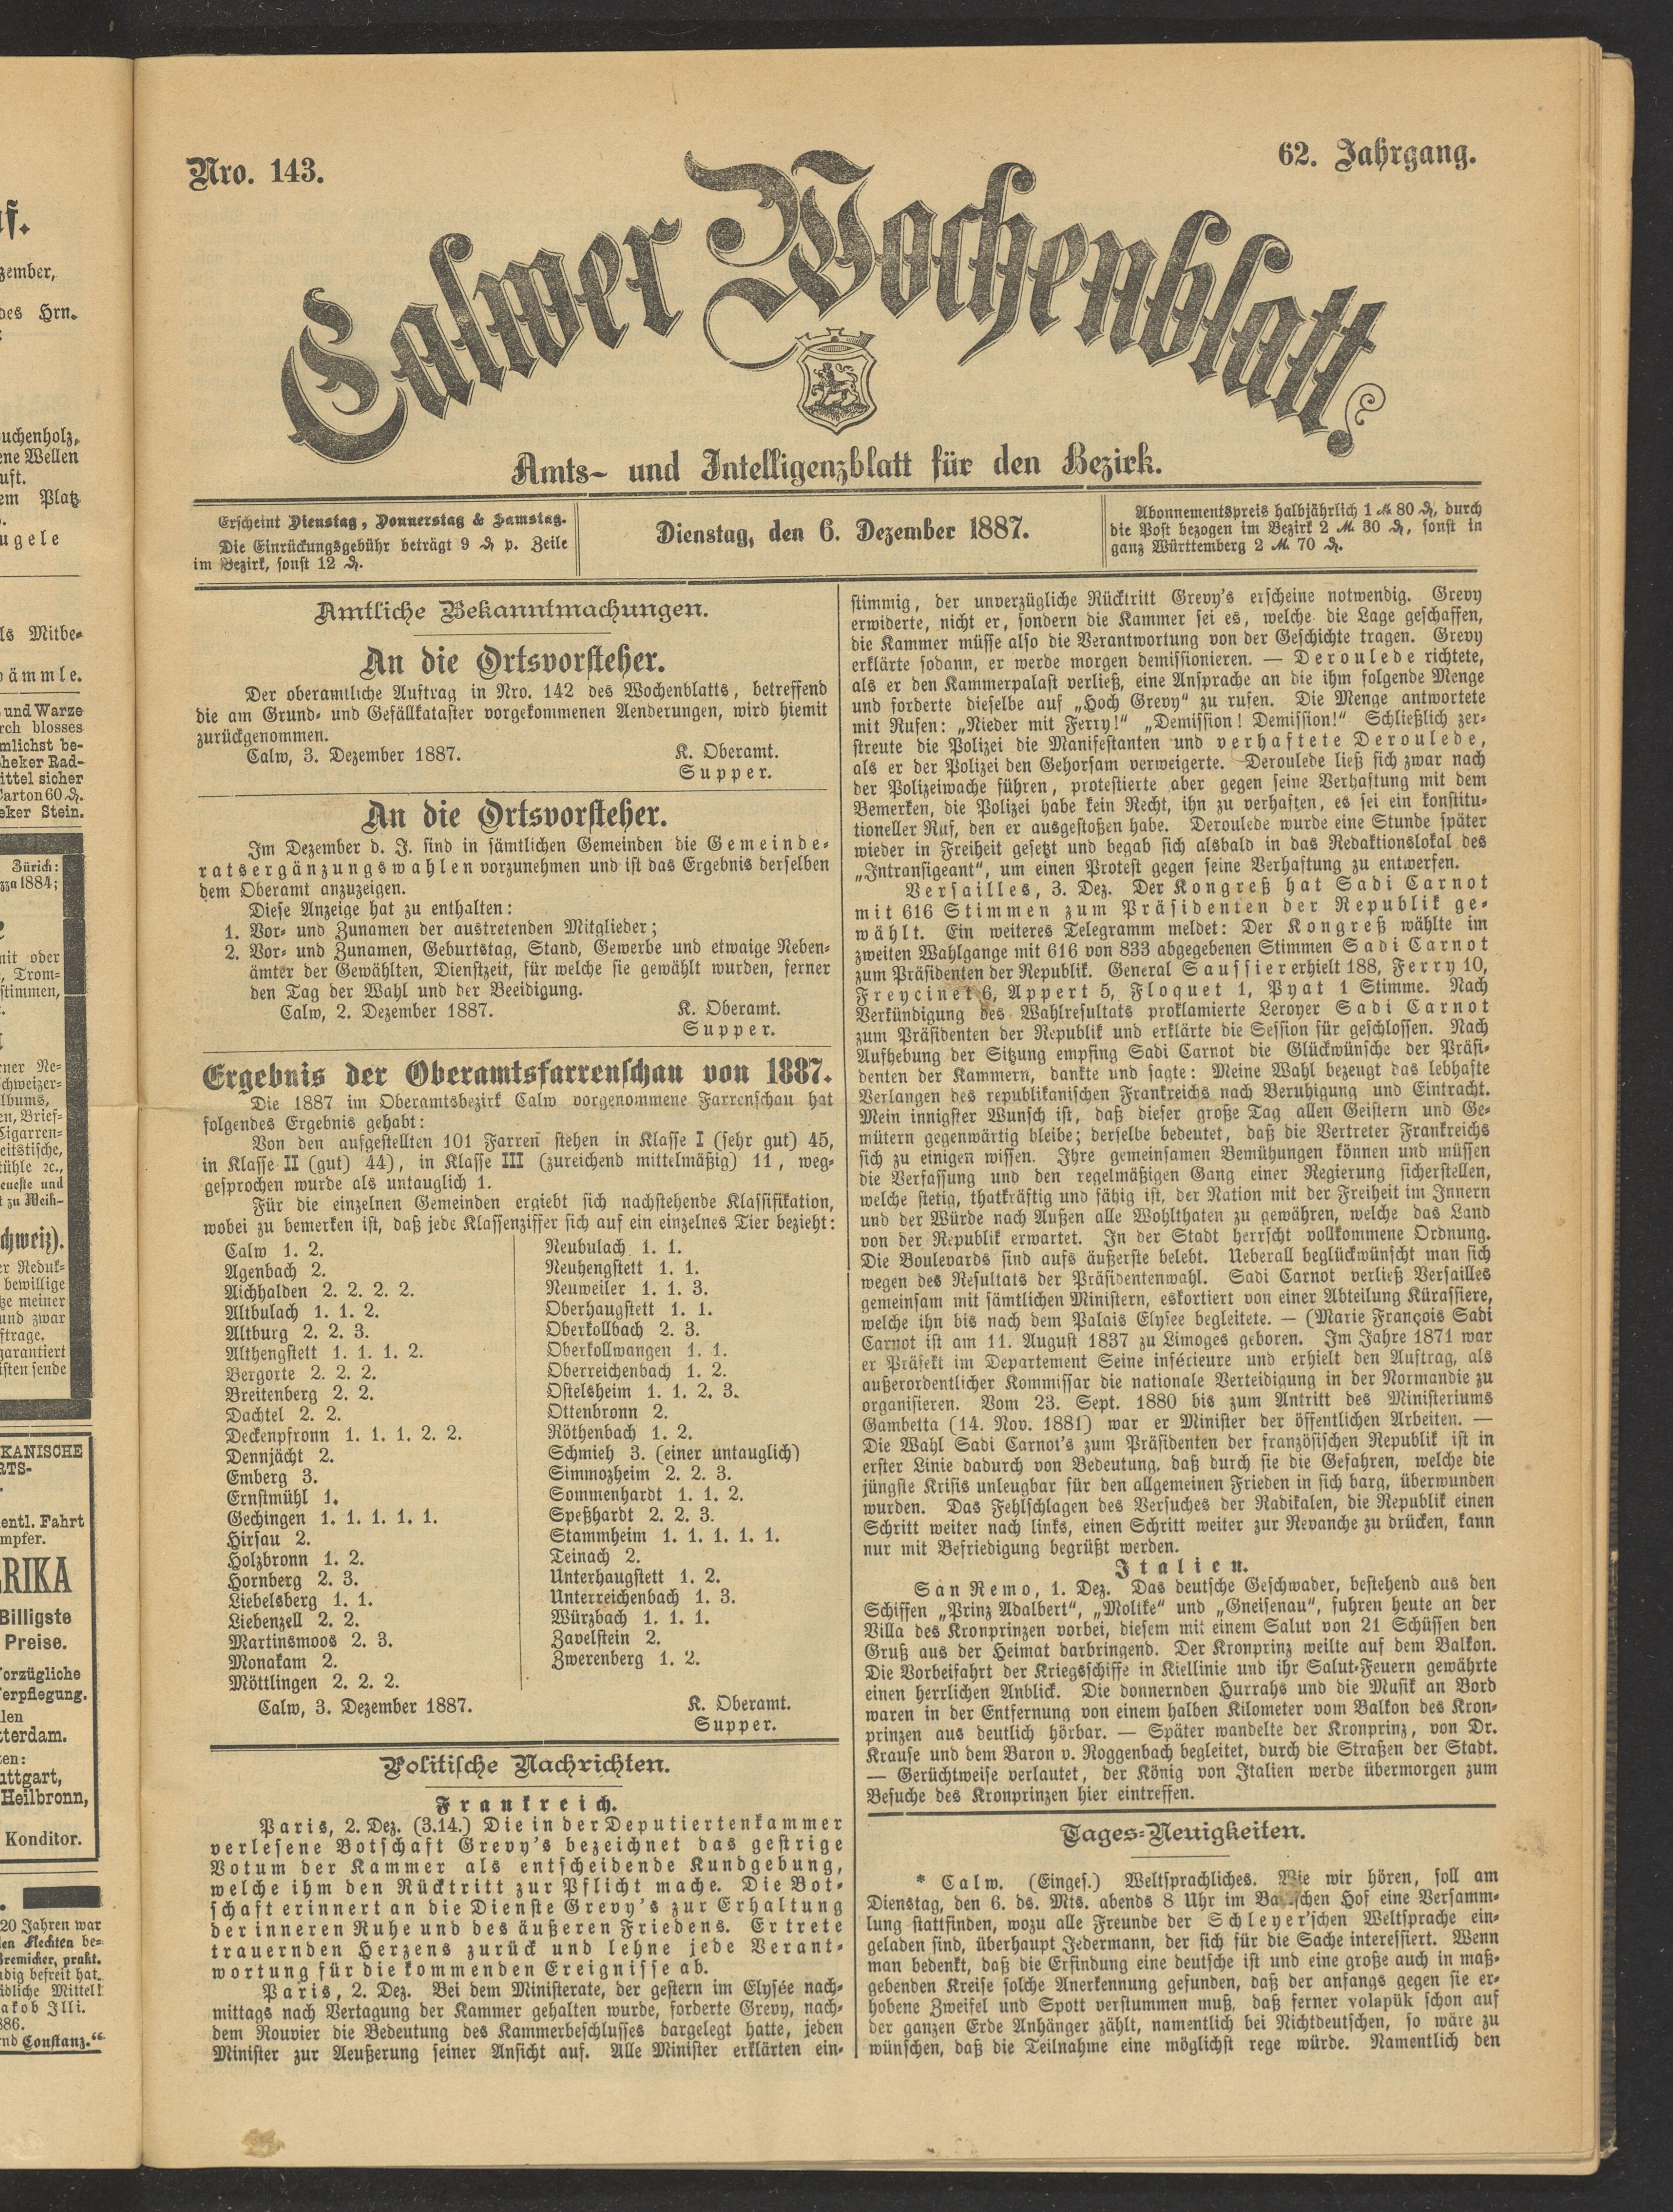 Nro. 143.
62. Jahrgang.
Calwer Wochenblatt
Amts- und Intelligenzblatt für den Bezirk.
Erscheint Dienstag, Donnerstag & Samstag.
Die Einrückungsgebühr beträgt 9 ₰ p. Zeile
im Bezirk, sonst 12 ₰.
Dienstag, den 6. Dezember 1887.
Abonnementspreis halbjährlich 1 ℳ 80 ₰, durch
die Post bezogen im Bezirk 2 ℳ 30 ₰, sonst in
ganz Württemberg 2 ℳ 70 ₰.
Amtliche Bekanntmachungen.
An die Ortsvorsteher.
Der oberamtliche Auftrag in Nro. 142 des Wochenblatts, betreffend
die am Grund- und Gefällkataster vorgekommenen Aenderungen, wird hiemit
zurückgenommen.
Calw, 3. Dezember 1887.
K. Oberamt.
Supper.
An die Ortsvorsteher.
Im Dezember d. J. sind in sämtlichen Gemeinden die Gemeinde-
ratsergänzungswahlen vorzunehmen und ist das Ergebnis derselben
dem Oberamt anzuzeigen.
Diese Anzeige hat zu enthalten:
1. Vor- und Zunamen der austretenden Mitglieder;
2. Vor- und Zunamen, Geburtstag, Stand, Gewerbe und etwaige Neben-
ämter der Gewählten, Dienstzeit, für welche sie gewählt wurden, ferner
den Tag der Wahl und der Beeidigung.
Calw, 2. Dezember 1887.
K. Oberamt.
Supper.
Ergebnis der Oberamtsfarrenschau von 1887.
Die 1887 im Oberamtsbezirk Calw vorgenommene Farrenschau hat
folgendes Ergebnis gehabt:
Von den aufgestellten 101 Farren stehen in Klasse I (sehr gut) 45,
in Klasse II (gut) 44), in Klasse III (zureichend mittelmäßig) 11, weg-
gesprochen wurde als untauglich 1.
Für die einzelnen Gemeinden ergiebt sich nachstehende Klassifikation,
wobei zu bemerken ist, daß jede Klassenziffer sich auf ein einzelnes Tier bezieht:
Calw 1. 2.
Agenbach 2.
Aichhalden 2. 2. 2. 2.
Altbulach 1. 1. 2.
Altburg 2. 2. 3.
Althengstett 1. 1. 1. 2.
Bergorte 2. 2. 2.
Breitenberg 2. 2.
Dachtel 2. 2.
Deckenpfronn 1. 1. 1. 2. 2.
Dennjächt 2.
Emberg 3.
Ernstmühl 1.
Gechingen 1. 1. 1. 1. 1.
Hirsau 2.
Holzbronn 1. 2.
Hornberg 2. 3.
Liebelsberg 1. 1.
Liebenzell 2. 2.
Martinsmoos 2. 3.
Monakam 2.
Möttlingen 2. 2. 2.
Neubulach 1. 1.
Neuhengstett 1. 1.
Neuweiler 1. 1. 3.
Oberhaugstett 1. 1.
Oberkollbach 2. 3.
Oberkollwangen 1. 1.
Oberreichenbach 1. 2.
Ostelsheim 1. 1. 2. 3.
Ottenbronn 2.
Röthenbach 1. 2.
Schmieh 3. (einer untauglich)
Simmozheim 2. 2. 3.
Sommenhardt 1. 1. 2.
Speßhardt 2. 2. 3.
Stammheim 1. 1. 1. 1. 1.
Teinach 2.
Unterhaugstett 1. 2.
Unterreichenbach 1. 3.
Würzbach 1. 1. 1.
Zavelstein 2.
Zwerenberg 1. 2.
Calw, 3. Dezember 1887.
K. Oberamt.
Supper.
Politische Nachrichten.
Frankreich.
Paris, 2. Dez. (3.14.) Die in der Deputiertenkammer
verlesene Botschaft Grevy's bezeichnet das gestrige
Votum der Kammer als entscheidende Kundgebung,
welche ihm den Rücktritt zur Pflicht mache. Die Bot-
schaft erinnert an die Dienste Grevy's zur Erhaltung
der inneren Ruhe und des äußeren Friedens. Er trete
trauernden Herzens zurück und lehne jede Verant-
wortung für die kommenden Ereignisse ab.
Paris, 2. Dez. Bei dem Ministerate, der gestern im Elysée nach-
mittags nach Vertagung der Kammer gehalten wurde, forderte Grevy, nach-
dem Rouvier die Bedeutung des Kammerbeschlusses dargelegt hatte, jeden
Minister zur Aeußerung seiner Ansicht auf. Alle Minister erklärten ein-
stimmig, der unverzügliche Rücktritt Grevy's erscheine notwendig. Grevy
erwiderte, nicht er, sondern die Kammer sei es, welche die Lage geschaffen,
die Kammer müsse also die Verantwortung von der Geschichte tragen. Grevy
erklärte sodann, er werde morgen demissionieren. — Deroulede richtete,
als er den Kammerpalast verließ, eine Ansprache an die ihm folgende Menge
und forderte dieselbe auf „Hoch Grevy" zu rufen. Die Menge antwortete
mit Rufen: „Nieder mit Ferry!" „Demission! Demission!" Schließlich zer-
streute die Polizei die Manifestanten und verhaftete Deroulede,
als er der Polizei den Gehorsam verweigerte. Deroulede ließ sich zwar nach
der Polizeiwache führen, protestierte aber gegen seine Verhaftung mit dem
Bemerken, die Polizei habe kein Recht, ihn zu verhaften, es sei ein konstitu-
tioneller Ruf, den er ausgestoßen habe. Deroulede wurde eine Stunde später
wieder in Freiheit gesetzt und begab sich alsbald in das Redaktionslokal des
„Intransigeant", um einen Protest gegen seine Verhaftung zu entwerfen.
Versailles, 3. Dez. Der Kongreß hat Sadi Carnot
mit 616 Stimmen zum Präsidenten der Republik ge-
wählt. Ein weiteres Telegramm meldet: Der Kongreß wählte im
zweiten Wahlgange mit 616 von 833 abgegebenen Stimmen Sadi Carnot
zum Präsidenten der Republik. General Saussier erhielt 188, Ferry 10,
Freycinet 6, Appert 5, Floquet 1, Pyat 1 Stimme. Nach
Verkündigung des Wahlresultats proklamierte Leroyer Sadi Carnot
zum Präsidenten der Republik und erklärte die Session für geschlossen. Nach
Aufhebung der Sitzung empfing Sadi Carnot die Glückwünsche der Präsi-
denten der Kammern, dankte und sagte: Meine Wahl bezeugt das lebhafte
Verlangen des republikanischen Frankreichs nach Beruhigung und Eintracht.
Mein innigster Wunsch ist, daß dieser große Tag allen Geistern und Ge-
mütern gegenwärtig bleibe; derselbe bedeutet, daß die Vertreter Frankreichs
sich zu einigen wissen. Ihre gemeinsamen Bemühungen können und müssen
die Verfassung und den regelmäßigen Gang einer Regierung sicherstellen,
welche stetig, thatkräftig und fähig ist, der Nation mit der Freiheit im Innern
und der Würde nach Außen alle Wohlthaten zu gewähren, welche das Land
von der Republik erwartet. In der Stadt herrscht vollkommene Ordnung.
Die Boulevards sind aufs äußerste belebt. Ueberall beglückwünscht man sich
wegen des Resultats der Präsidentenwahl. Sadi Carnot verließ Versailles
gemeinsam mit sämtlichen Ministern, eskortiert von einer Abteilung Kürassiere,
welche ihn bis nach dem Palais Elysee begleitete. — (Marie François Sadi
Carnot ist am 11. August 1837 zu Limoges geboren. Im Jahre 1871 war
er Präfekt im Departement Seine inférieure und erhielt den Auftrag, als
außerordentlicher Kommissar die nationale Verteidigung in der Normandie zu
organisieren. Vom 23. Sept. 1880 bis zum Antritt des Ministeriums
Gambetta (14. Nov. 1881) war er Minister der öffentlichen Arbeiten. —
Die Wahl Sadi Carnot's zum Präsidenten der französischen Republik ist in
erster Linie dadurch von Bedeutung, daß durch sie die Gefahren, welche die
jüngste Krisis unleugbar für den allgemeinen Frieden in sich barg, überwunden
wurden. Das Fehlschlagen des Versuches der Radikalen, die Republik einen
Schritt weiter nach links, einen Schritt weiter zur Revanche zu drücken, kann
nur mit Befriedigung begrüßt werden.
Italien.
San Remo, 1. Dez. Das deutsche Geschwader, bestehend aus den
Schiffen „Prinz Adalbert", „Moltke" und „Gneisenau", fuhren heute an der
Villa des Kronprinzen vorbei, diesem mit einem Salut von 21 Schüssen den
Gruß aus der Heimat darbringend. Der Kronprinz weilte auf dem Balkon.
Die Vorbeifahrt der Kriegsschiffe in Kiellinie und ihr Salut-Feuern gewährte
einen herrlichen Anblick. Die donnernden Hurrahs und die Musik an Bord
waren in der Entfernung von einem halben Kilometer vom Balkon des Kron-
prinzen aus deutlich hörbar. — Später wandelte der Kronprinz, von Dr.
Krause und dem Baron v. Roggenbach begleitet, durch die Straßen der Stadt.
— Gerüchtweise verlautet, der König von Italien werde übermorgen zum
Besuche des Kronprinzen hier eintreffen.
Tages-Neuigkeiten.
* Calw. (Eingef.) Weltsprachliches. Wie wir hören, soll am
Dienstag, den 6. ds. Mts. abends 8 Uhr im Hof eine Versamm-
lung stattfinden, wozu alle Freunde der Schleyer'schen Weltsprache ein-
geladen sind, überhaupt Jedermann, der sich für die Sache interessiert. Wenn
man bedenkt, daß die Erfindung eine deutsche ist und eine große auch in maß-
gebenden Kreise solche Anerkennung gefunden, daß der anfangs gegen sie er-
hobene Zweifel und Spott verstummen muß, daß ferner volapük schon auf
der ganzen Erde Anhänger zählt, namentlich bei Nichtdeutschen, so wäre zu
wünschen, daß die Teilnahme eine möglichst rege würde. Namentlich den